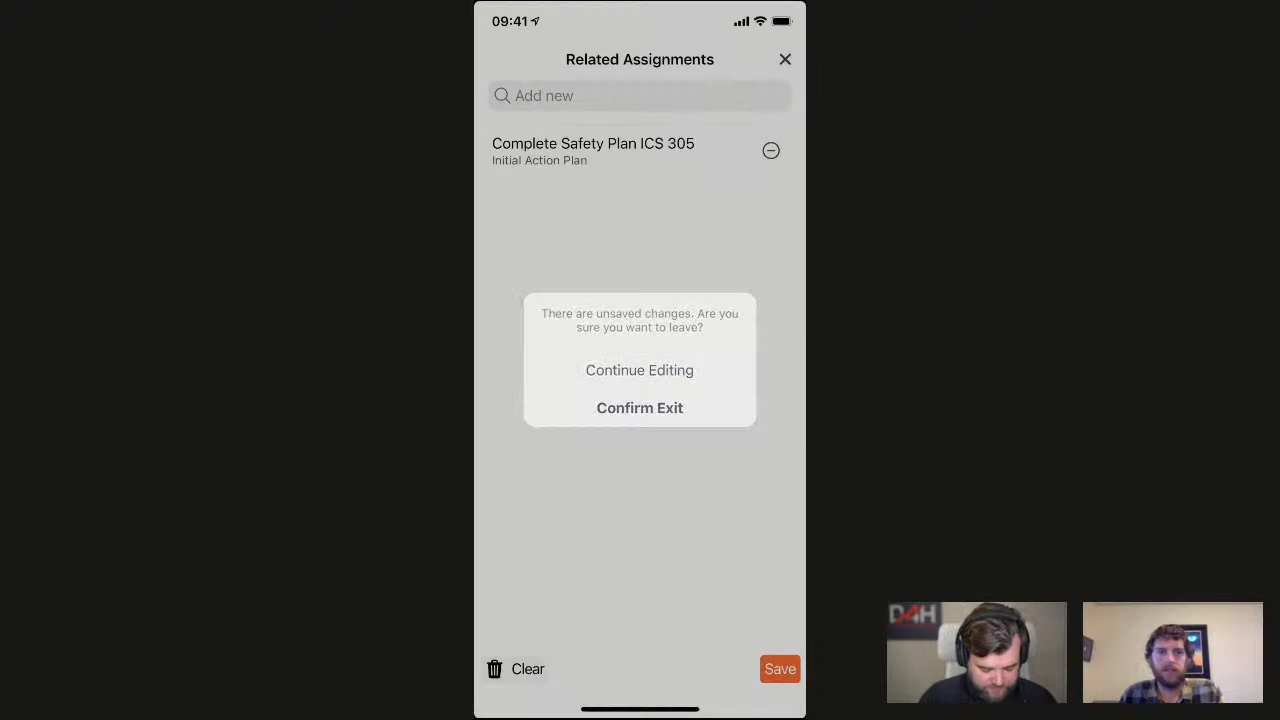 09:41
Related Assignments
Add new
Complete Safety Plan ICS 305
Initial Action Plan
There are unsaved changes. Are you
sure you want to leave?
Continue Editing
Confirm Exit
Clear
Save
D4H